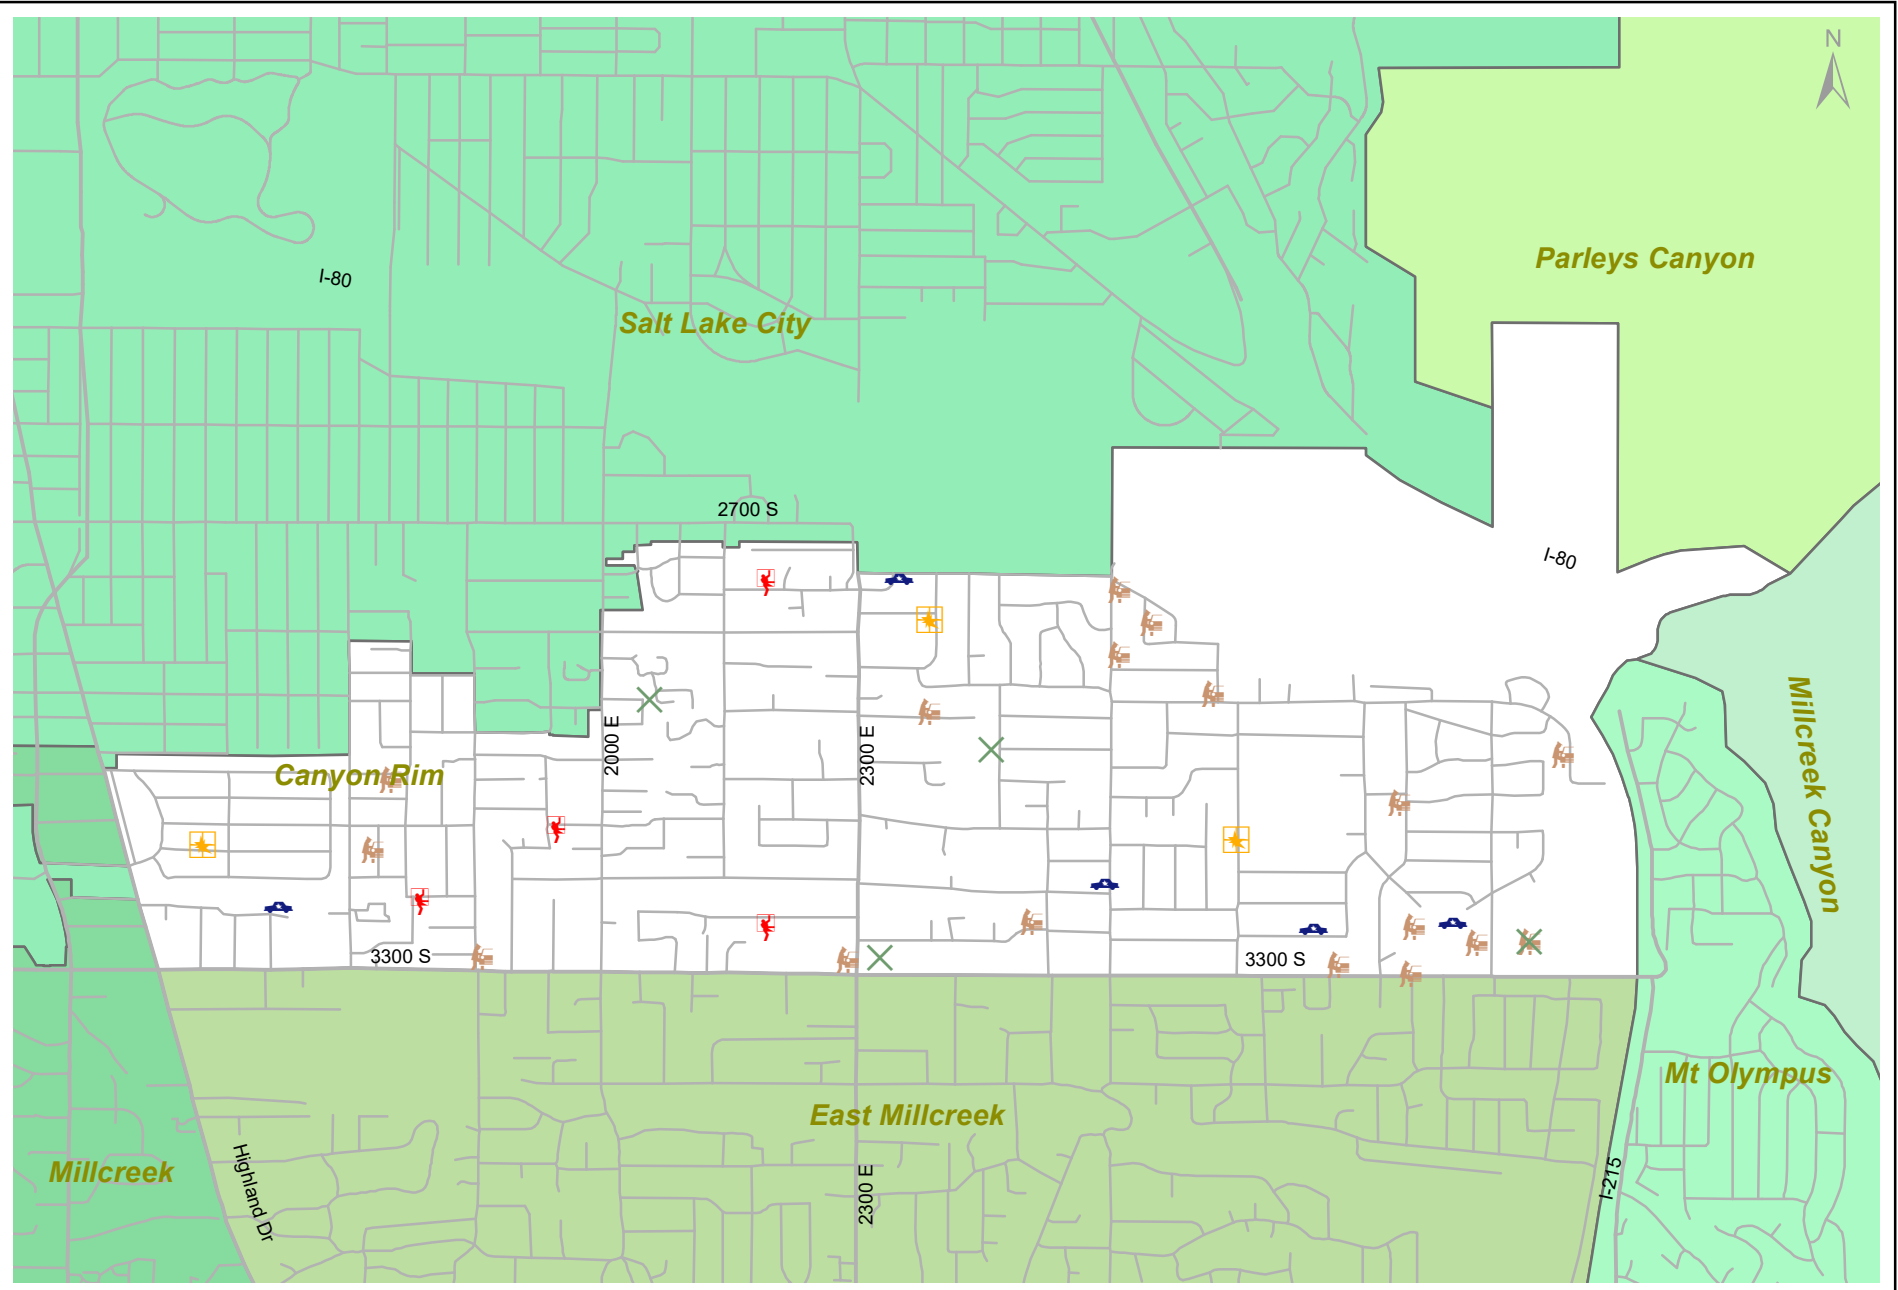 N
Parleys Canyon
I-80
Salt Lake City
2700 S
I-80
Millcreek Canyon
2000 E
2300 E
Canyon Rim
3300 S
3300 S
Mt Olympus
East Millcreek
Millcreek
Highland Dr
2300 E
I-215